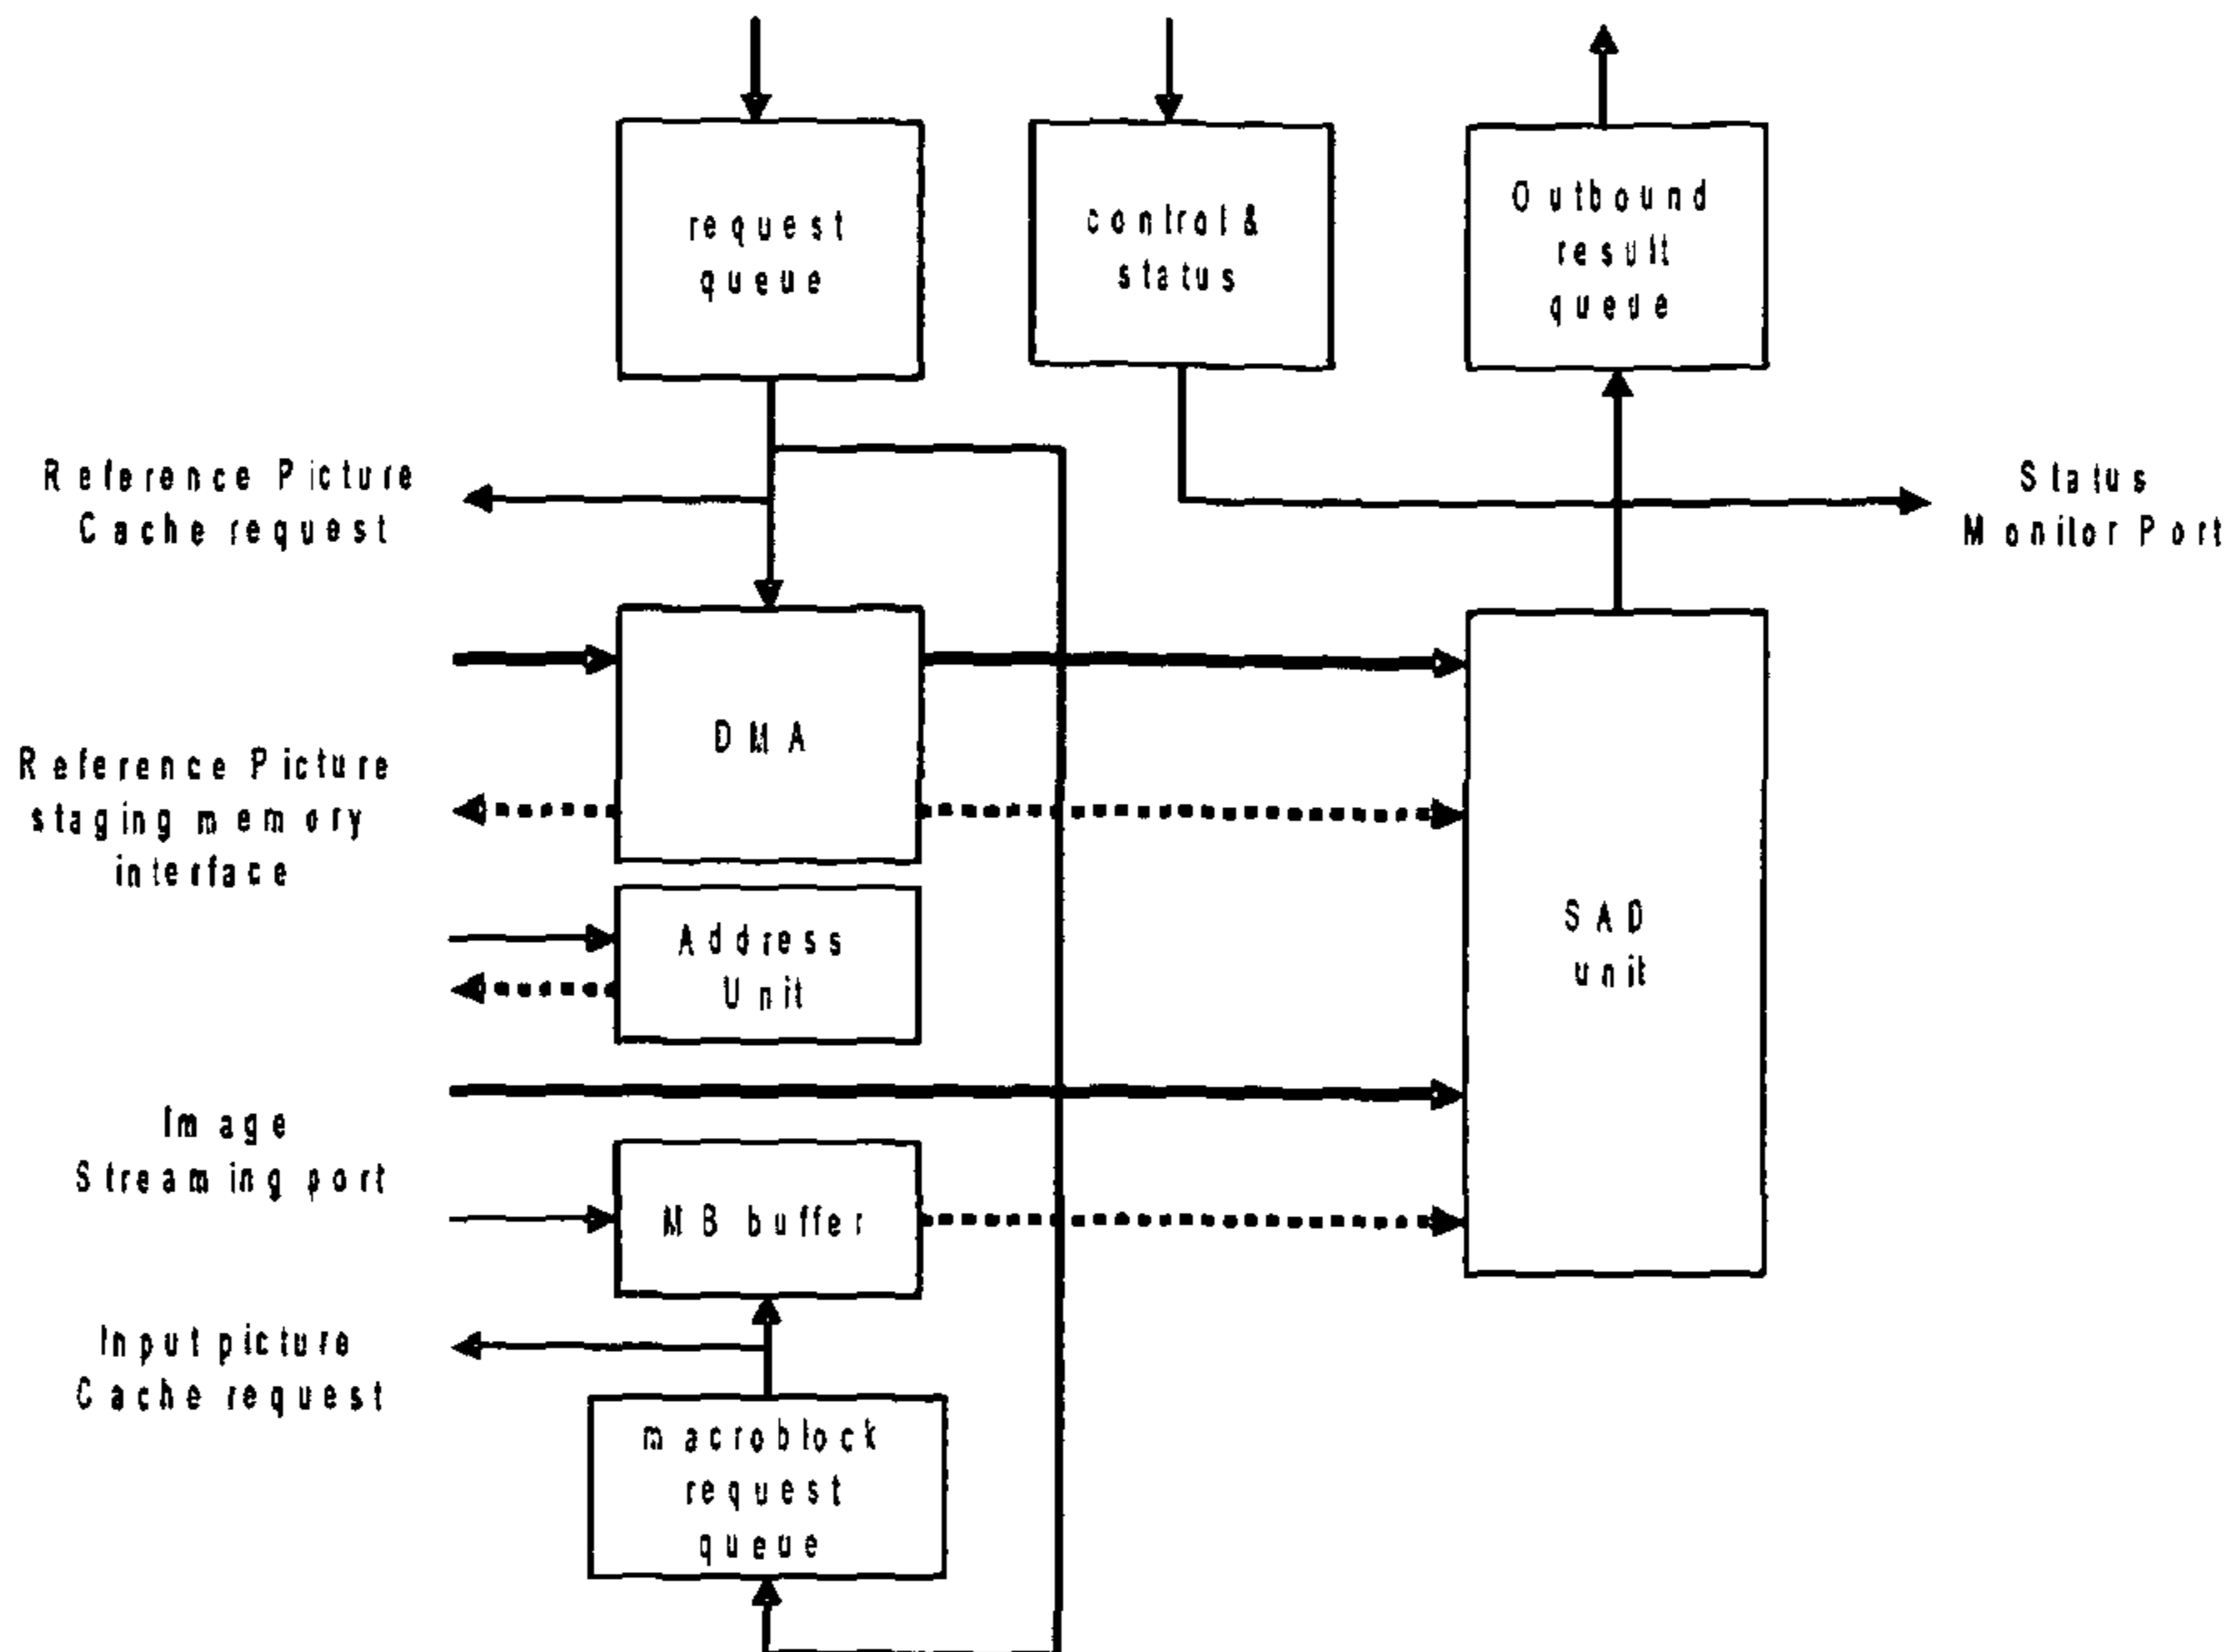 request
queue
control &
status
Outbound
result
queue
Reference Picture
Cache request
Status
Monitor Port
DMA
Reference Picture
staging memory
interface
Address
Unit
SAD
unit
Image
Streaming port
MB buffer
Input picture
Cache request
macroblock
request
queue